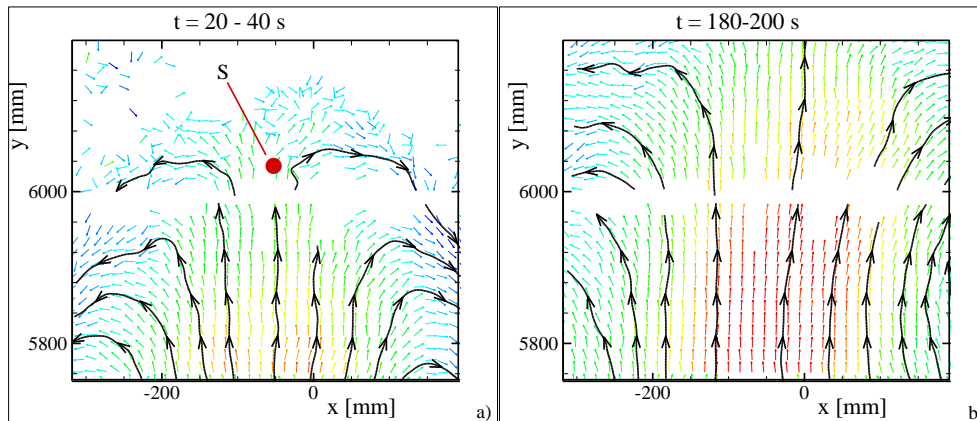 t = 20 - 40 s
S
y [mm]
6000
5800
-200
0
x [mm]
a)
t = 180-200 s
y [mm]
6000
5800
-200
0
x [mm]
b